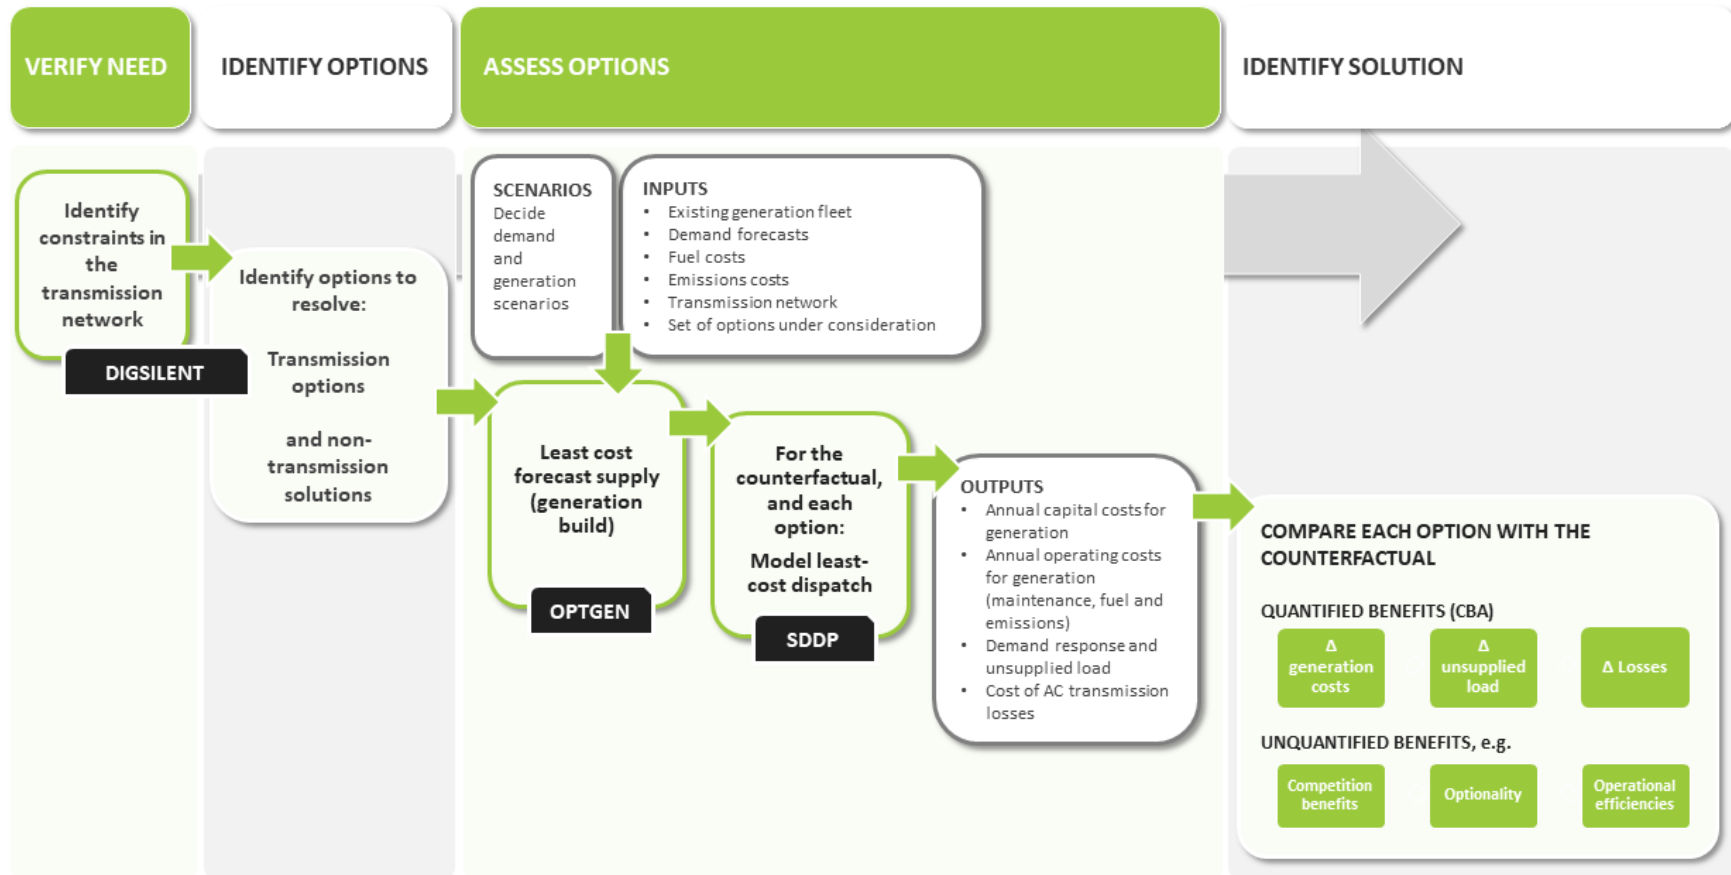 VERIFY NEED
IDENTIFY OPTIONS
ASSESS OPTIONS
IDENTIFY SOLUTION
Identify
constraints in
the
transmission
network
DIGSILENT
Identify options to
resolve:
Transmission
options
and non-
transmission
solutions
SCENARIOS
Decide
demand
and
generation
scenarios
INPUTS
• Existing generation fleet
• Demand forecasts
• Fuel costs
• Emissions costs
• Transmission network
• Set of options under consideration
Least cost
forecast supply
(generation
build)
OPTGEN
For the
counterfactual,
and each
option:
Model least-
cost dispatch
SDDP
OUTPUTS
• Annual capital costs for
generation
• Annual operating costs
for generation
(maintenance, fuel and
emissions)
• Demand response and
unsupplied load
• Cost of AC transmission
losses
COMPARE EACH OPTION WITH THE
COUNTERFACTUAL
QUANTIFIED BENEFITS (CBA)
Δ
generation
costs
Δ
unsupplied
load
Δ Losses
UNQUANTIFIED BENEFITS, e.g.
Competition
benefits
Optionality
Operational
efficiencies